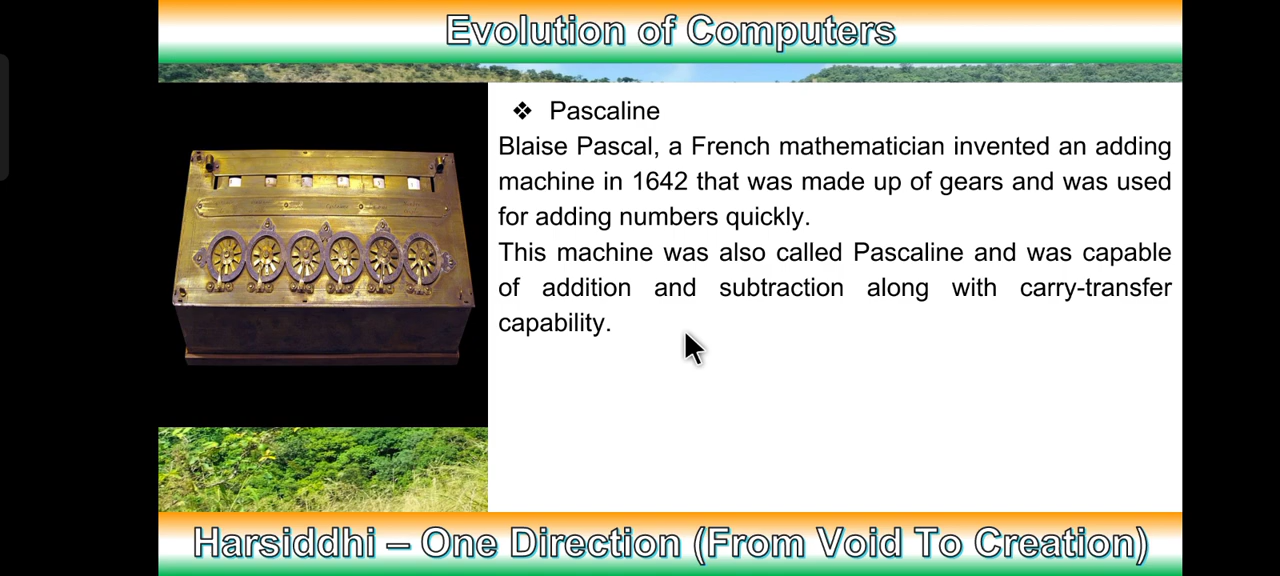 Evolution of Computers
❖ Pascaline
Blaise Pascal, a French mathematician invented an adding
machine in 1642 that was made up of gears and was used
for adding numbers quickly.
This machine was also called Pascaline and was capable
of addition and subtraction along with carry-transfer
capability.
Harsiddhi – One Direction (From Void To Creation)